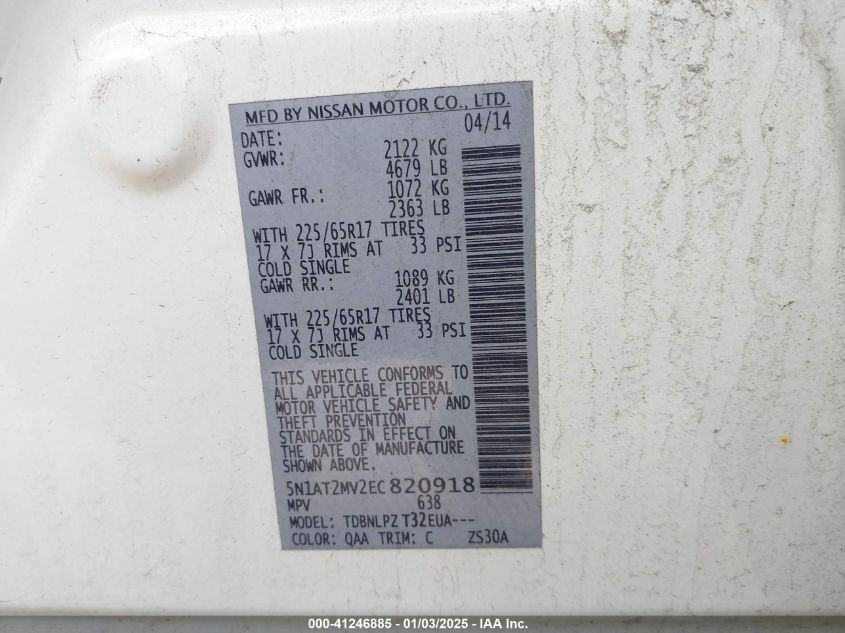 MFD BY NISSAN MOTOR CO., LTD.
DATE: 04/14
GVWR: 2122 KG
4679 LB
GAWR FR.: 1072 KG
2363 LB
WITH 225/65R17 TIRES
17 X 7J RIMS AT 33 PSI
COLD SINGLE
GAWR RR.: 1089 KG
2401 LB
WITH 225/65R17 TIRES
17 X 7J RIMS AT 33 PSI
COLD SINGLE
THIS VEHICLE CONFORMS TO
ALL APPLICABLE FEDERAL
MOTOR VEHICLE SAFETY AND
THEFT PREVENTION
STANDARDS IN EFFECT ON
THE DATE OF MANUFACTURE
SHOWN ABOVE.
5N1AT2MV2EC820918
MPV 638
MODEL: TDBNLPZ T32EUA---
COLOR: QAA TRIM: C ZS30A
000-41246885 - 01/03/2025 - IAA Inc.